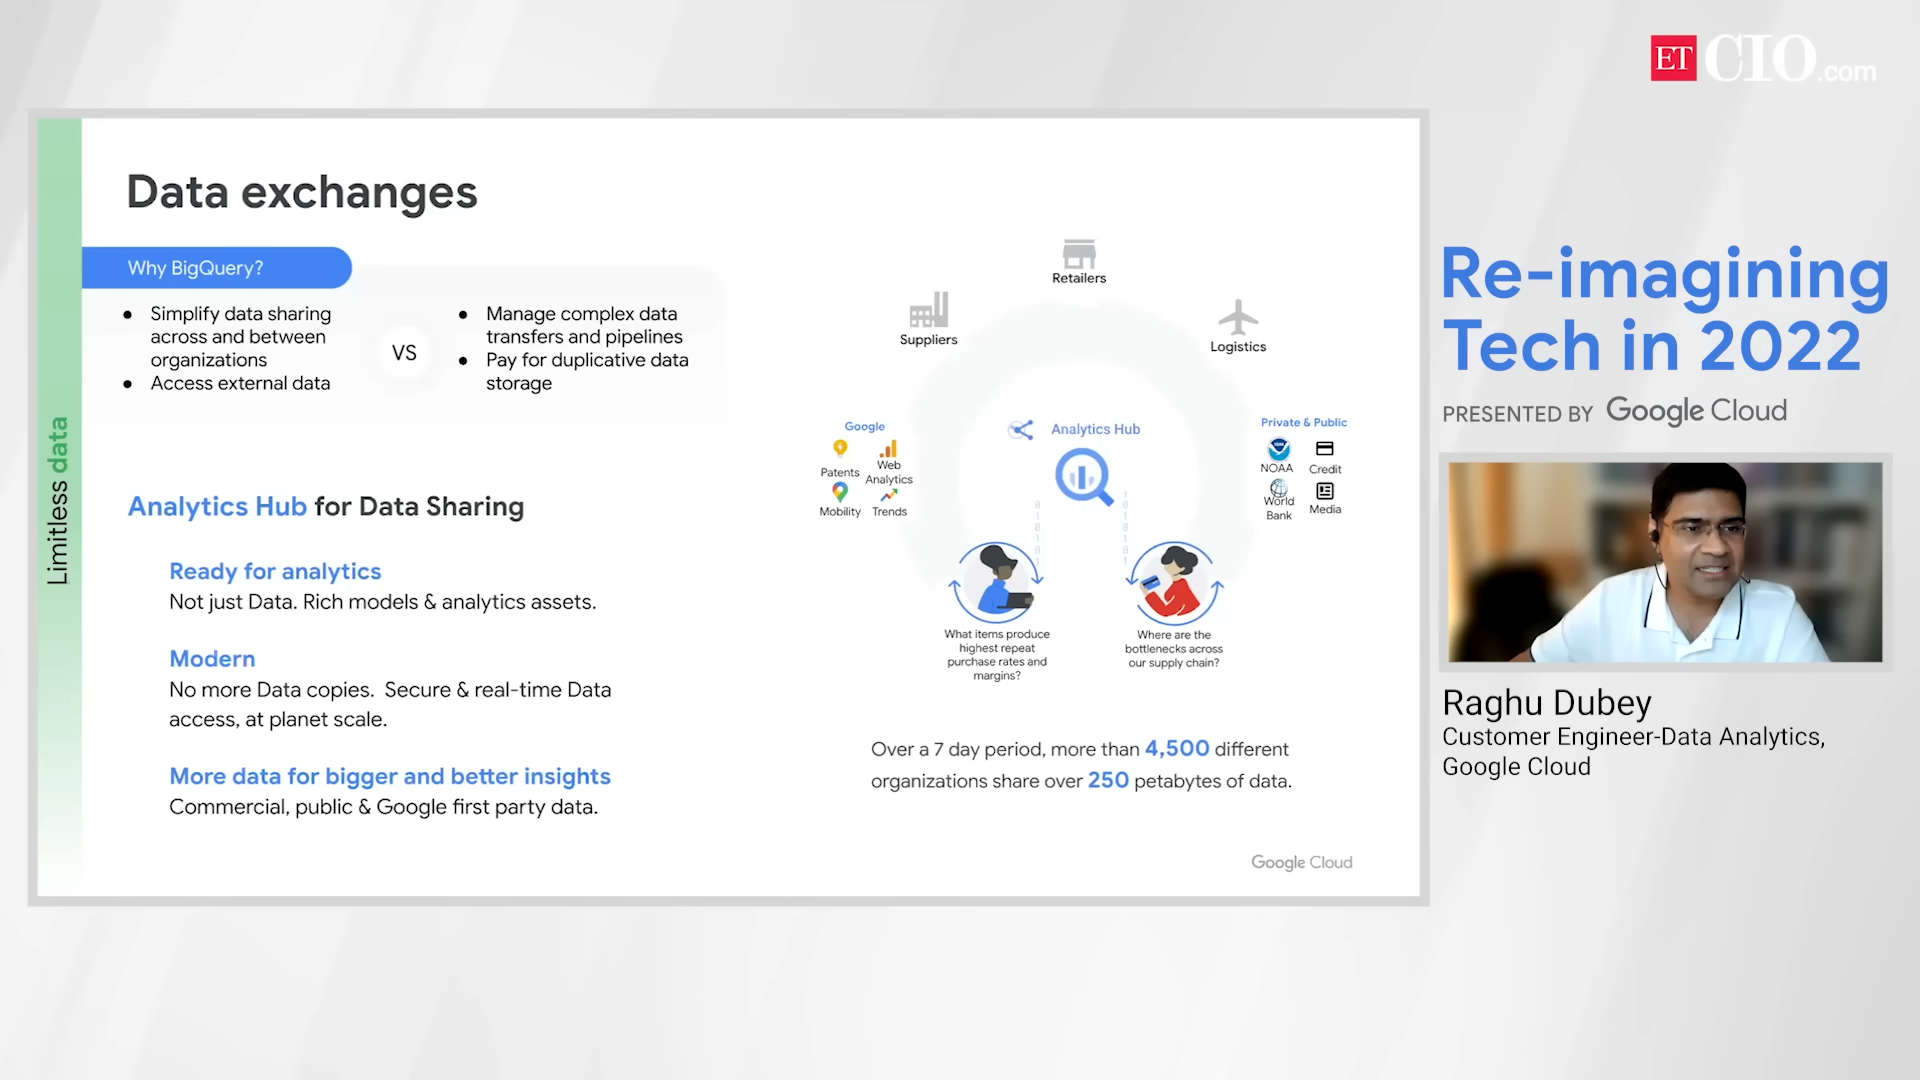 ET CIO.com
Data exchanges
Why BigQuery?
• Simplify data sharing
across and between
organizations
• Access external data
VS
• Manage complex data
transfers and pipelines
• Pay for duplicative data
storage
Limitless data
Analytics Hub for Data Sharing
Ready for analytics
Not just Data. Rich models & analytics assets.
Modern
No more Data copies. Secure & real-time Data
access, at planet scale.
More data for bigger and better insights
Commercial, public & Google first party data.
Retailers
Suppliers
Logistics
Google
Patents
Web
Analytics
Mobility
Trends
Analytics Hub
Private & Public
NOAA
Credit
World
Bank
Media
What items produce
highest repeat
purchase rates and
margins?
Where are the
bottlenecks across
our supply chain?
Over a 7 day period, more than 4,500 different
organizations share over 250 petabytes of data.
Google Cloud
Re-imagining
Tech in 2022
PRESENTED BY Google Cloud
Raghu Dubey
Customer Engineer-Data Analytics,
Google Cloud